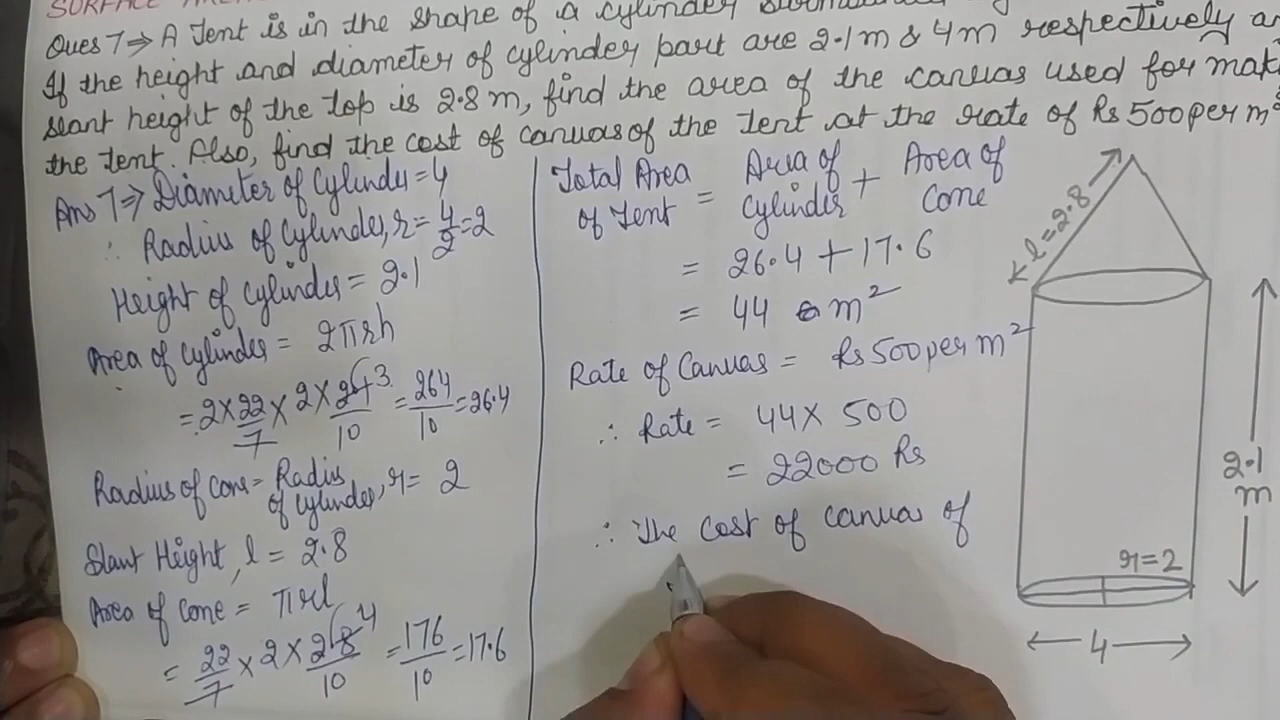 SURFACE AREA
Ques 7⇒ A Tent is in the shape of a cylinder
If the height and diameter of cylinder part are 2.1m & 4m respectively
slant height of the top is 2.8 m, find the area of the canvas used for
the tent. Also, find the cost of canvas of the tent at the rate of Rs 500 per m²
Ans 7⇒ Diameter of Cylinder = 4
∴ Radius of Cylinder, r = 4/2 = 2
Height of Cylinder = 2.1
Area of Cylinder = 2πrh
= 2 × 22/7 × 2 × 21 3/10 = 264/10 = 26.4
Radius of cone = Radius of cylinder, r = 2
Slant Height, l = 2.8
Area of cone = πrl
= 22/7 × 2 × 28 4/10 = 176/10 = 17.6
Total Area of Tent = Area of Cylinder + Area of Cone
= 26.4 + 17.6
= 44 m²
Rate of Canvas = Rs 500 per m²
∴ Rate = 44 × 500
= 22000 Rs
∴ The cost of canvas of
l = 2.8
2.1
m
r = 2
4